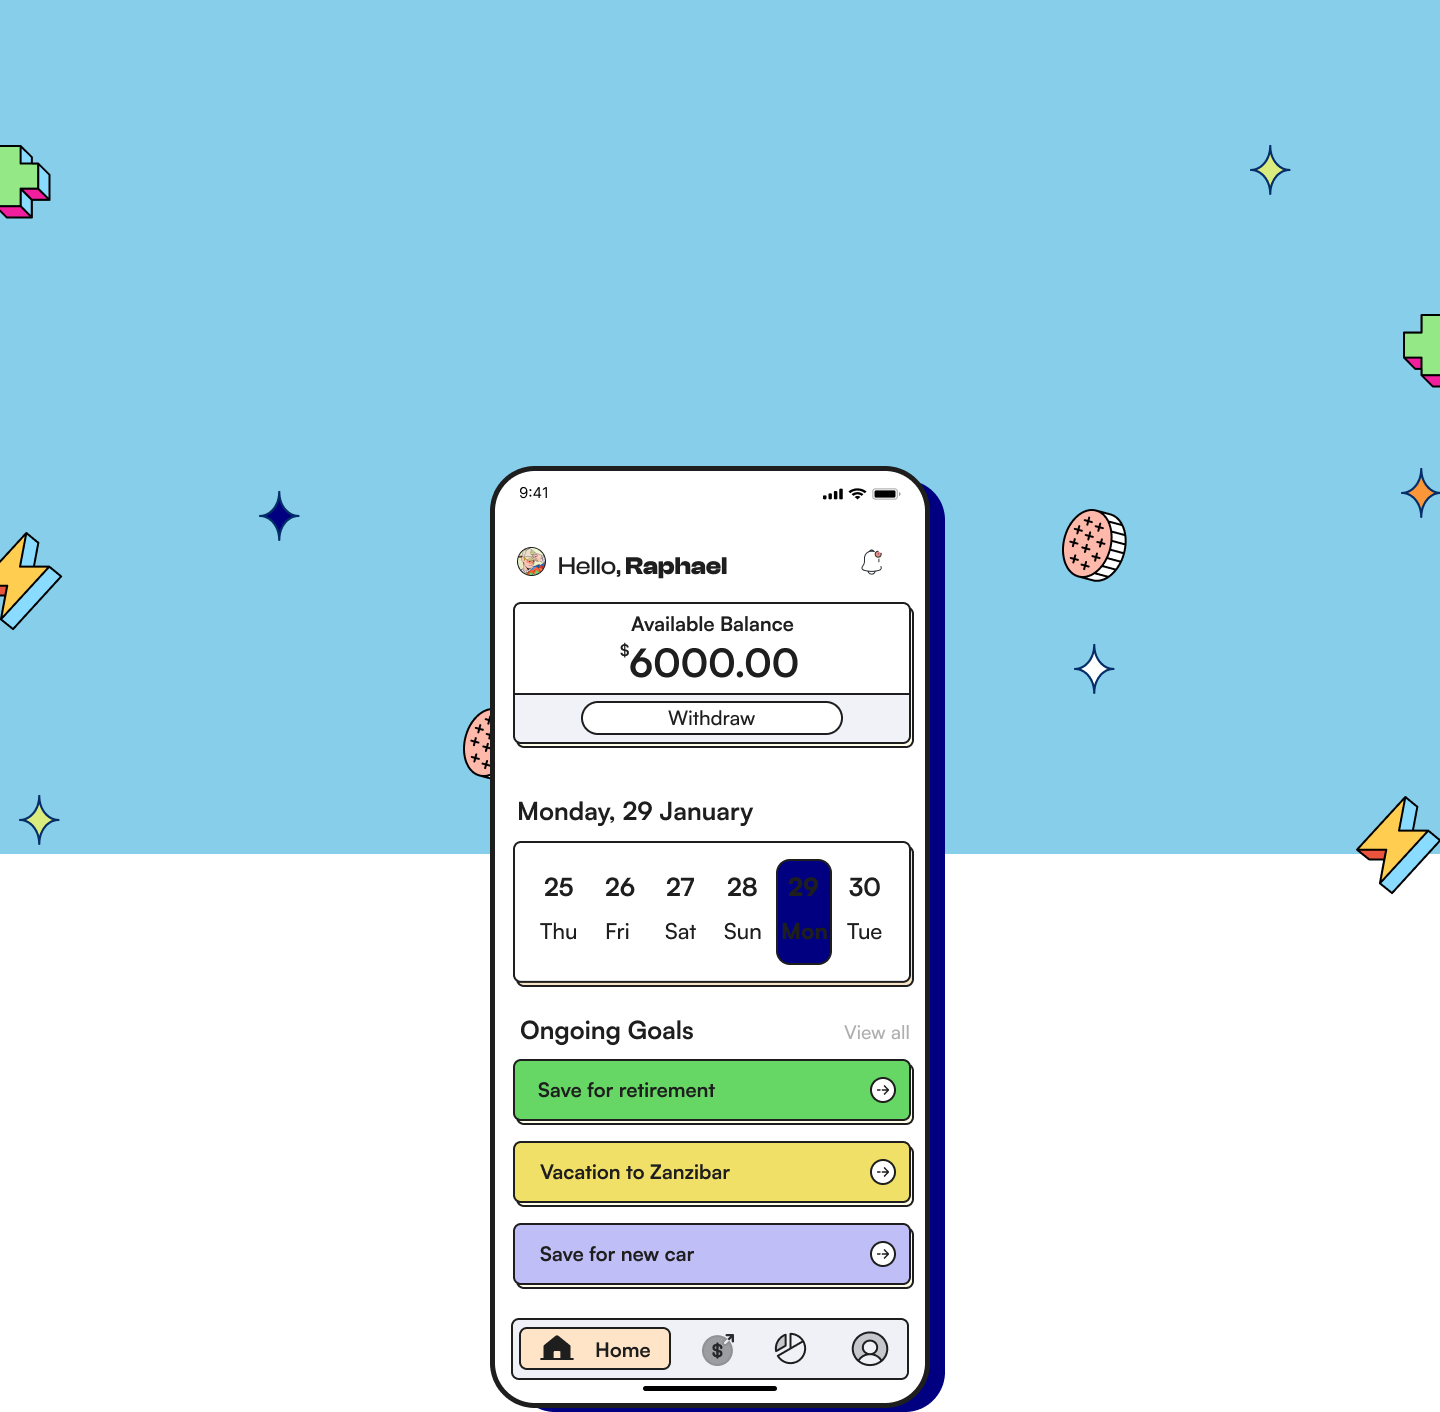 9:41
Hello, Raphael
Available Balance
$6000.00
Withdraw
Monday, 29 January
25 26 27 28 29 30
Thu Fri Sat Sun Mon Tue
Ongoing Goals View all
Save for retirement
Vacation to Zanzibar
Save for new car
Home $